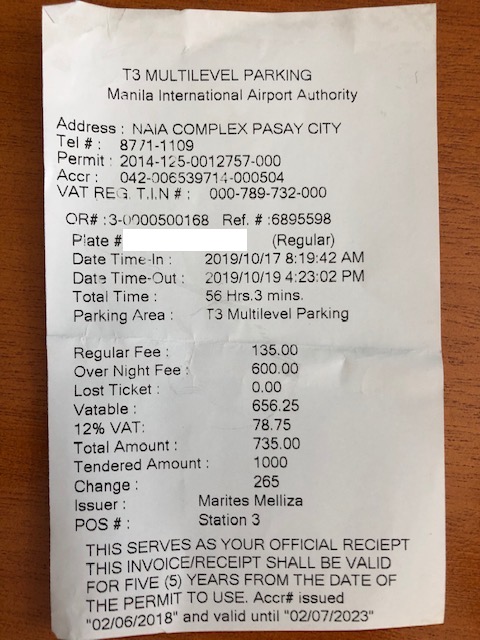 T3 MULTILEVEL PARKING
Manila International Airport Authority
Address : NAIA COMPLEX PASAY CITY
Tel # : 8771-1109
Permit : 2014-125-0012757-000
Accr : 042-006539714-000504
VAT REG. T.I.N # : 000-789-732-000
OR# :3-0000500168 Ref. # :6895598
Plate # (Regular)
Date Time-In : 2019/10/17 8:19:42 AM
Date Time-Out : 2019/10/19 4:23:02 PM
Total Time : 56 Hrs.3 mins.
Parking Area : T3 Multilevel Parking
Regular Fee : 135.00
Over Night Fee : 600.00
Lost Ticket : 0.00
Vatable : 656.25
12% VAT: 78.75
Total Amount : 735.00
Tendered Amount : 1000
Change : 265
Issuer : Marites Melliza
POS # : Station 3
THIS SERVES AS YOUR OFFICIAL RECIEPT
THIS INVOICE/RECEIPT SHALL BE VALID
FOR FIVE (5) YEARS FROM THE DATE OF
THE PERMIT TO USE. Accr# issued
"02/06/2018" and valid until "02/07/2023"